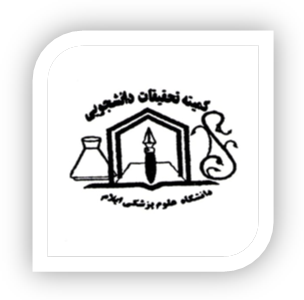 کمیته تحقیقات دانشجویی
دانشگاه علوم پزشکی ایلام